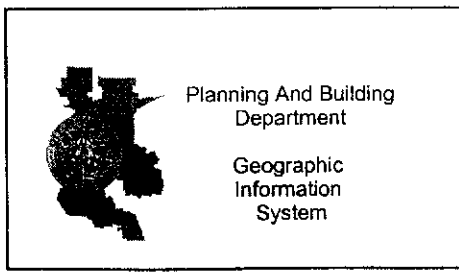 Planning And Building
Department
Geographic
Information
System